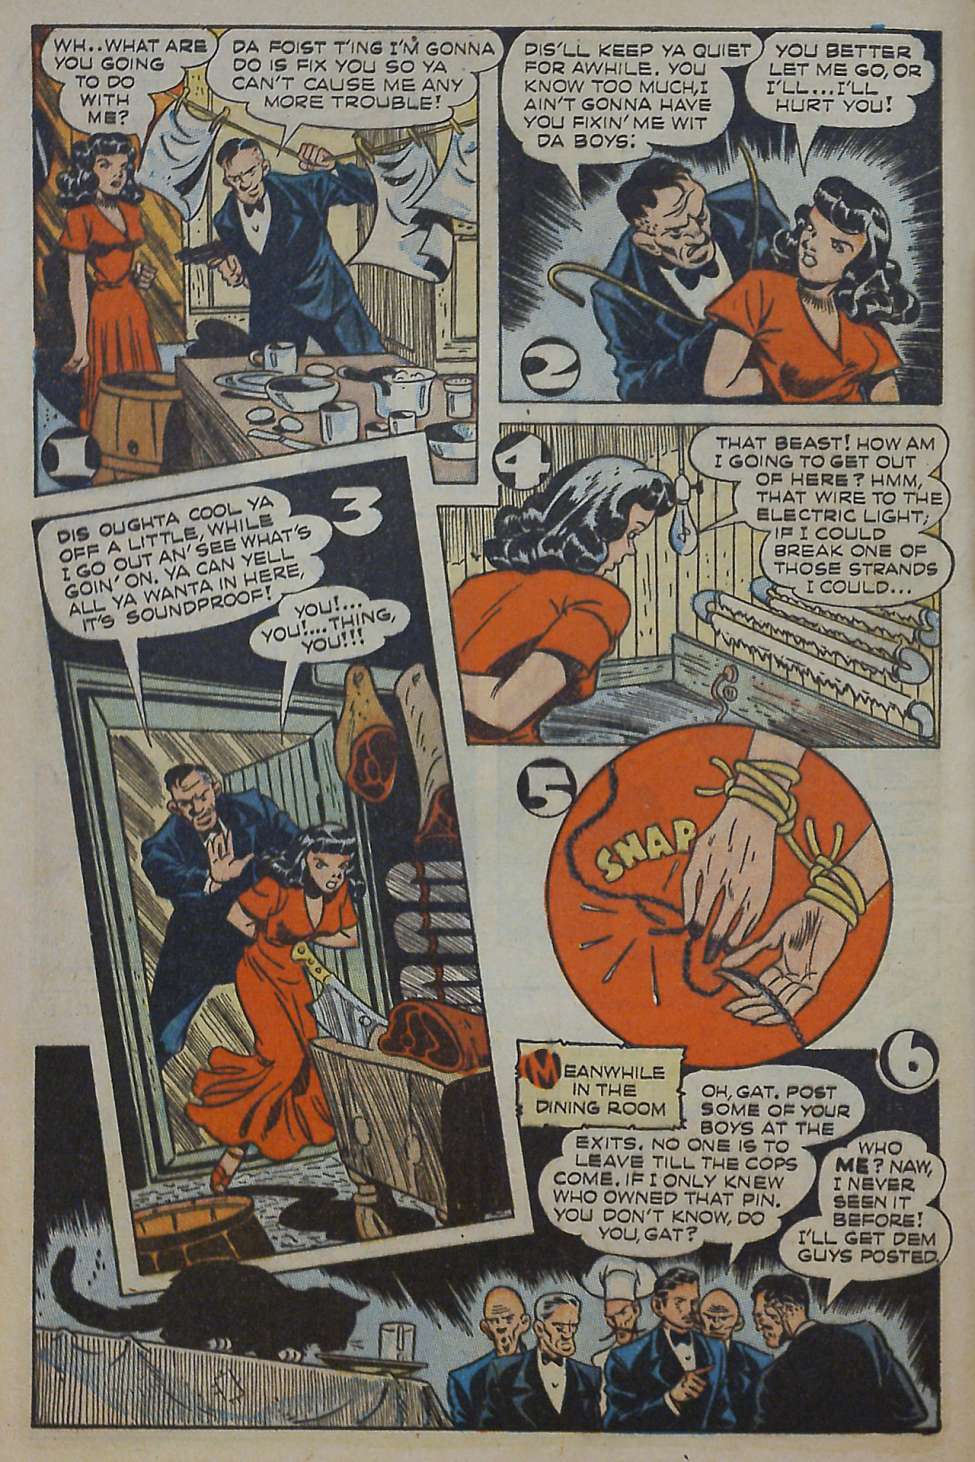 WH..WHAT ARE
YOU GOING
TO DO
WITH
ME?
DA FOIST T'ING I'M GONNA
DO IS FIX YOU SO YA
CAN'T CAUSE ME ANY
MORE TROUBLE!
1
DIS'LL KEEP YA QUIET
FOR AWHILE. YOU
KNOW TOO MUCH, I
AIN'T GONNA HAVE
YOU FIXIN' ME WIT
DA BOYS:
YOU BETTER
LET ME GO, OR
I'LL...I'LL
HURT YOU!
2
3
DIS OUGHTA COOL YA
OFF A LITTLE, WHILE
I GO OUT AN' SEE WHAT'S
GOIN' ON. YA CAN YELL
ALL YA WANTA IN HERE,
IT'S SOUNDPROOF!
YOU!...
YOU!...THING,
YOU!!!
4
THAT BEAST! HOW AM
I GOING TO GET OUT
OF HERE? HMM,
THAT WIRE TO THE
ELECTRIC LIGHT;
IF I COULD
BREAK ONE OF
THOSE STRANDS
I COULD...
5
SNAP
6
MEANWHILE
IN THE
DINING ROOM
OH, GAT. POST
SOME OF YOUR
BOYS AT THE
EXITS. NO ONE IS TO
LEAVE TILL THE COPS
COME. IF I ONLY KNEW
WHO OWNED THAT PIN.
YOU DON'T KNOW, DO
YOU, GAT?
WHO
ME? NAW,
I NEVER
SEEN IT
BEFORE!
I'LL GET DEM
GUYS POSTED.